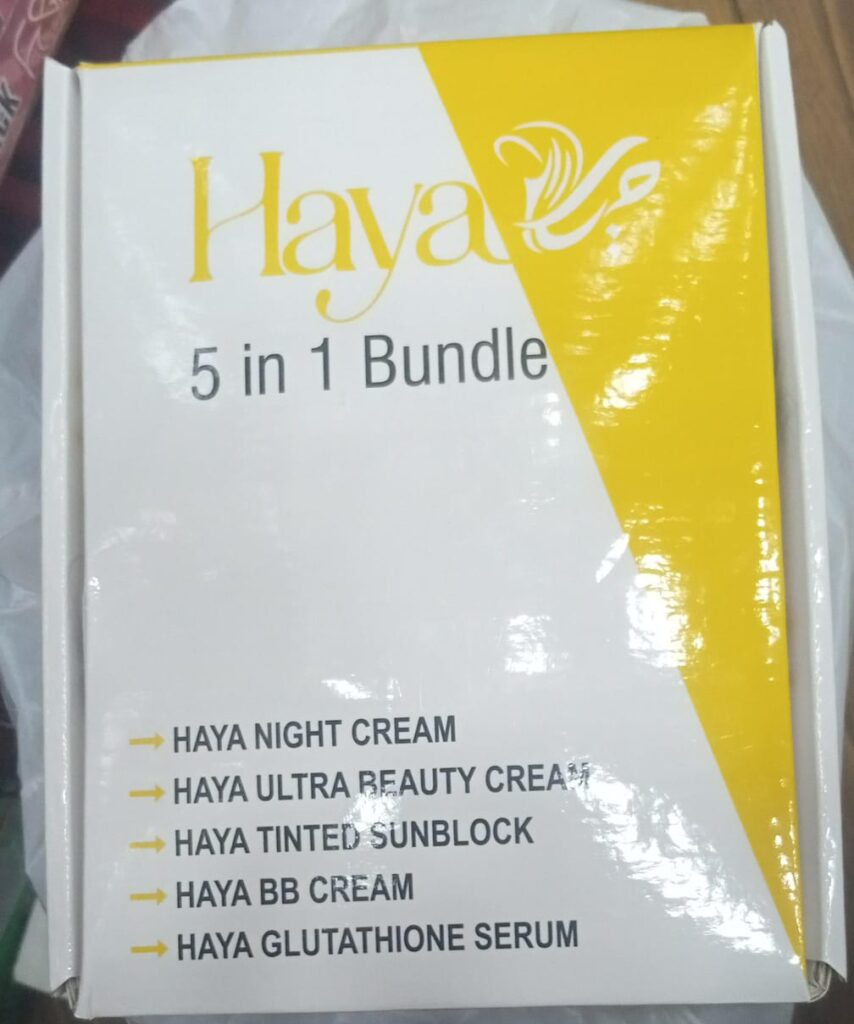 Haya حیا
5 in 1 Bundle
→ HAYA NIGHT CREAM
→ HAYA ULTRA BEAUTY CREAM
→ HAYA TINTED SUNBLOCK
→ HAYA BB CREAM
→ HAYA GLUTATHIONE SERUM